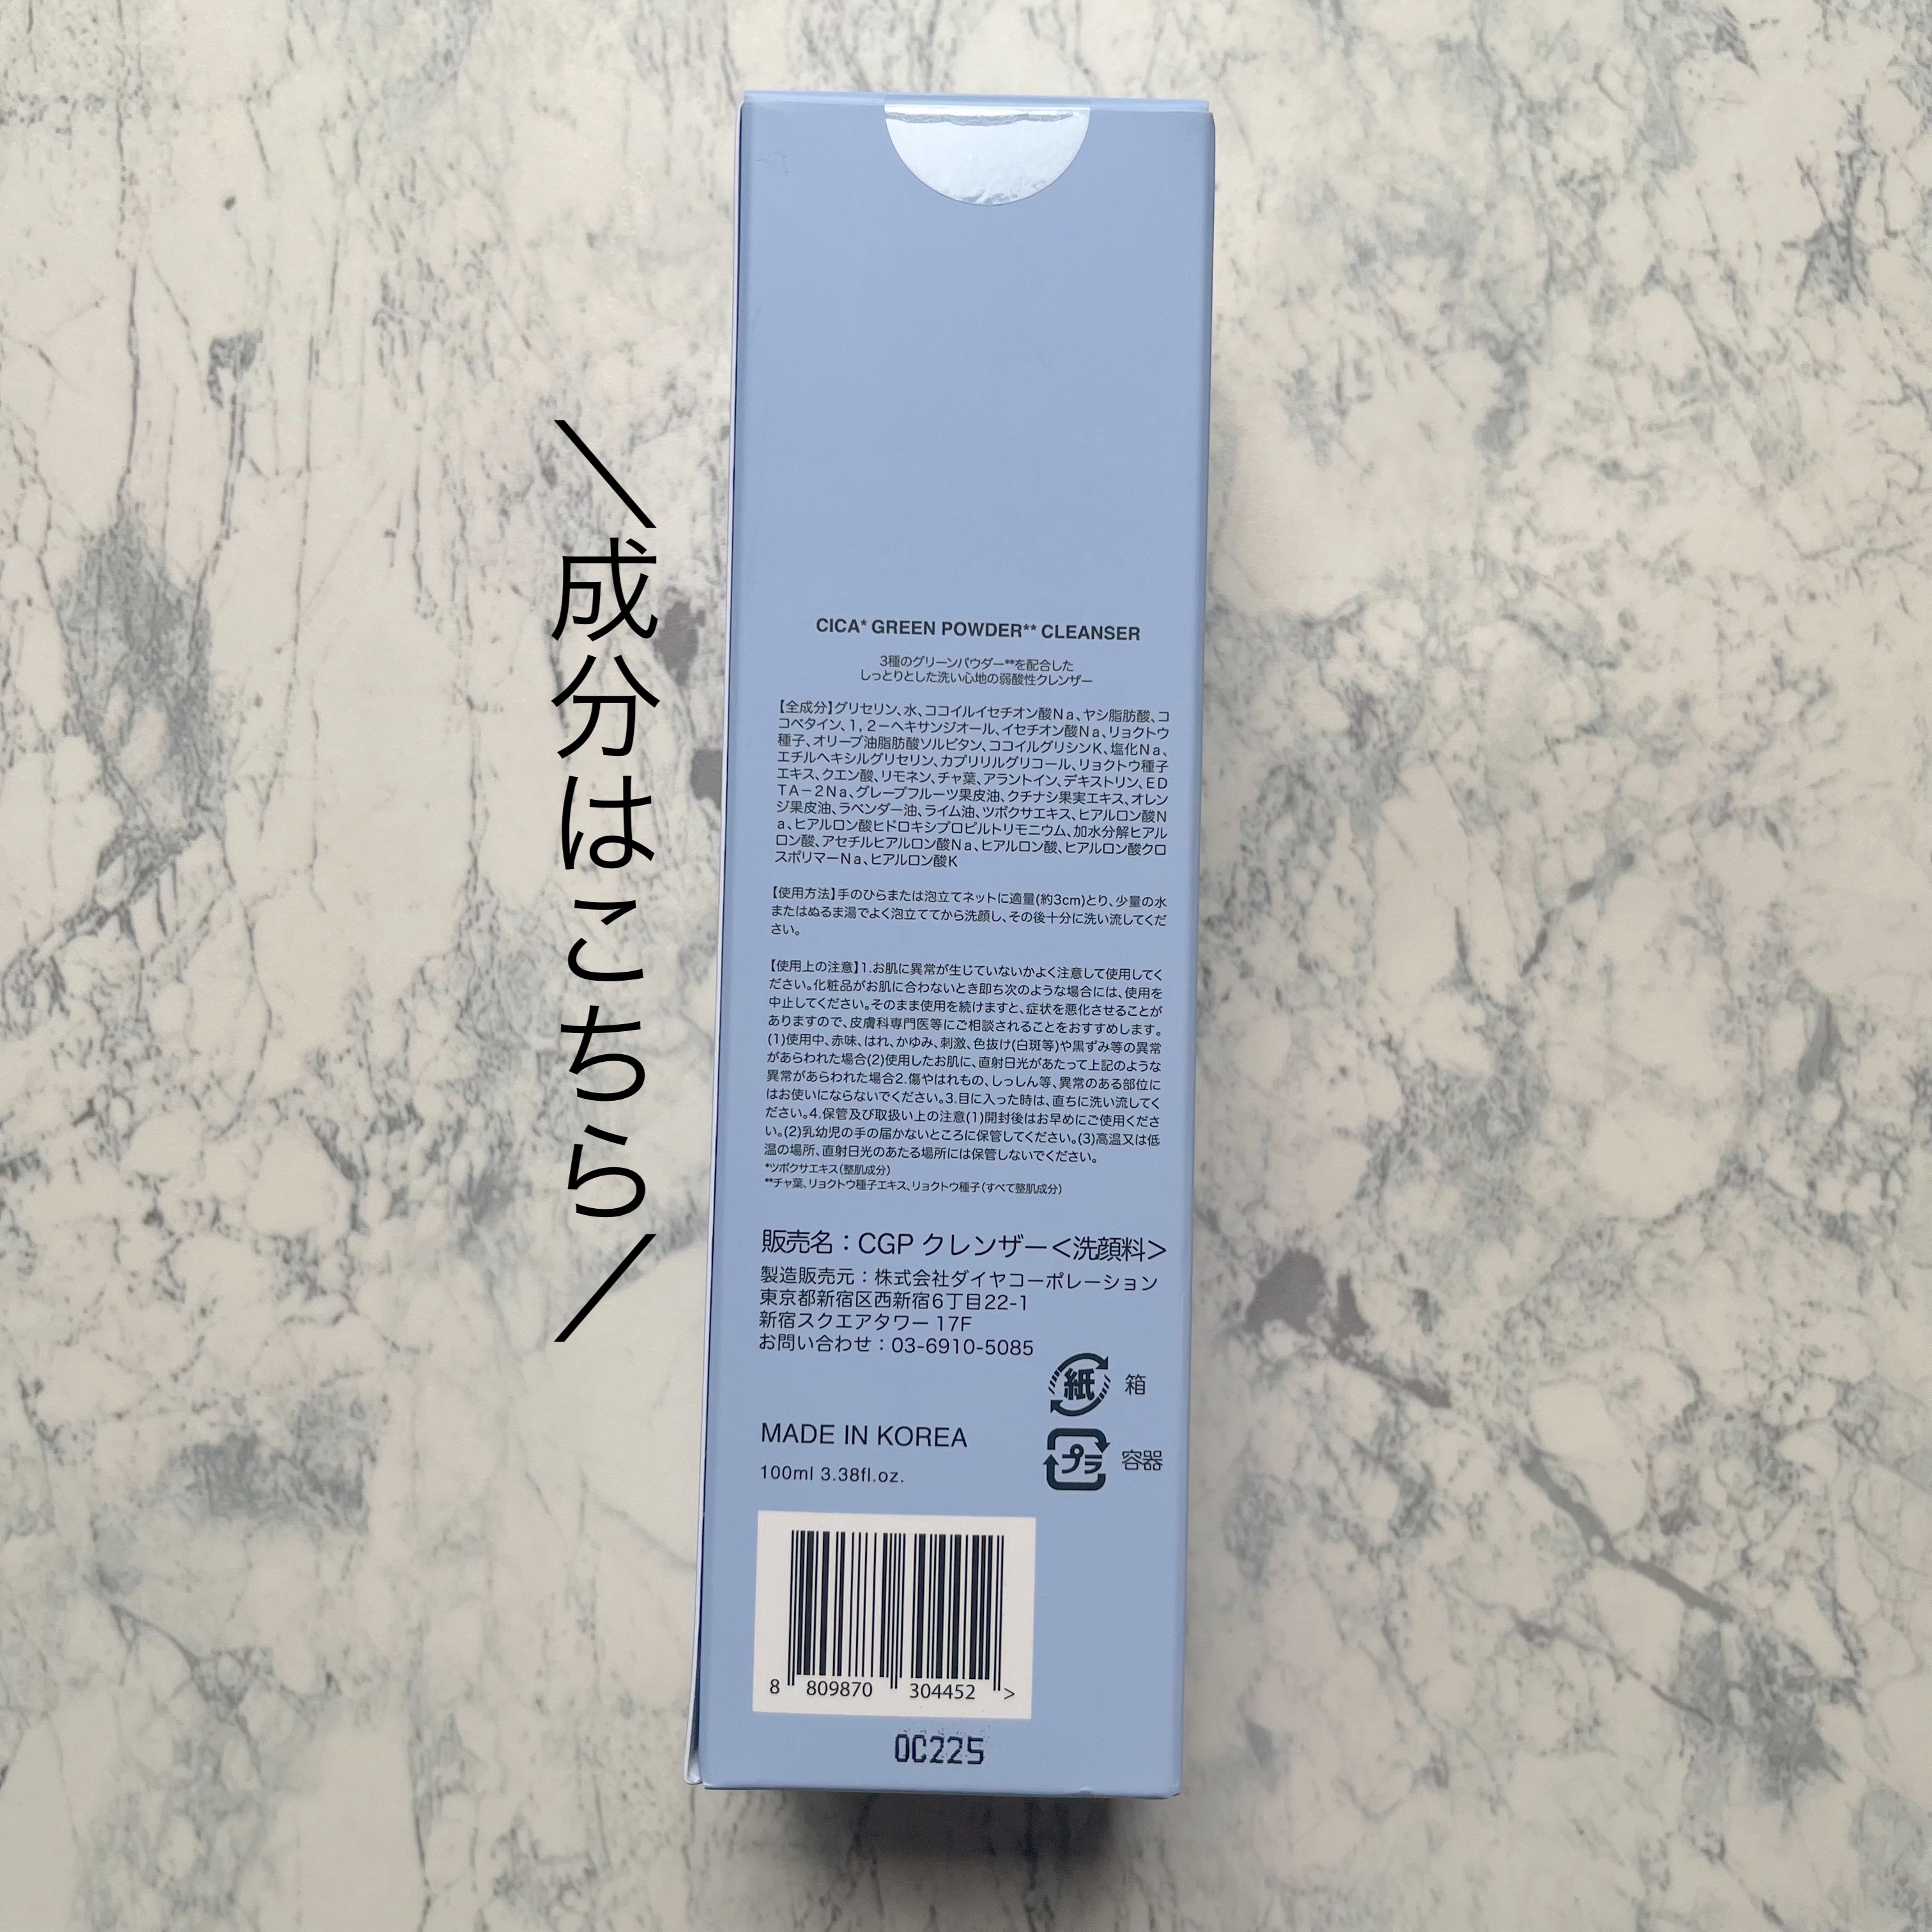 ＼成分はこちら／
CICA* GREEN POWDER** CLEANSER
3種のグリーンパウダー**を配合した
しっとりとした洗い心地の弱酸性クレンザー
【全成分】グリセリン、水、ココイルイセチオン酸Na、ヤシ脂肪酸、コ
コベタイン、1,2－ヘキサンジオール、イセチオン酸Na、リョクトウ
種子、オリーブ油脂肪酸ソルビタン、ココイルグリシンK、塩化Na、
エチルヘキシルグリセリン、カプリリルグリコール、リョクトウ種子
エキス、クエン酸、リモネン、チャ葉、アラントイン、デキストリン、ED
TA－2Na、グレープフルーツ果皮油、クチナシ果実エキス、オレン
ジ果皮油、ラベンダー油、ライム油、ツボクサエキス、ヒアルロン酸N
a、ヒアルロン酸ヒドロキシプロピルトリモニウム、加水分解ヒアル
ロン酸、アセチルヒアルロン酸Na、ヒアルロン酸、ヒアルロン酸クロ
スポリマーNa、ヒアルロン酸K
【使用方法】手のひらまたは泡立てネットに適量(約3cm)とり、少量の水
またはぬるま湯でよく泡立ててから洗顔し、その後十分に洗い流してくだ
さい。
【使用上の注意】1.お肌に異常が生じていないかよく注意して使用してく
ださい。化粧品がお肌に合わないとき即ち次のような場合には、使用を
中止してください。そのまま使用を続けますと、症状を悪化させることが
ありますので、皮膚科専門医等にご相談されることをおすすめします。
(1)使用中、赤味、はれ、かゆみ、刺激、色抜け(白斑等)や黒ずみ等の異常
があらわれた場合(2)使用したお肌に、直射日光があたって上記のような
異常があらわれた場合2.傷やはれもの、しっしん等、異常のある部位に
はお使いにならないでください。3.目に入った時は、直ちに洗い流してく
ださい。4.保管及び取扱い上の注意(1)開封後はお早めにご使用くださ
い。(2)乳幼児の手の届かないところに保管してください。(3)高温又は低
温の場所、直射日光のあたる場所には保管しないでください。
*ツボクサエキス(整肌成分)
**チャ葉、リョクトウ種子エキス、リョクトウ種子(すべて整肌成分)
販売名：CGP クレンザー＜洗顔料＞
製造販売元：株式会社ダイヤコーポレーション
東京都新宿区西新宿6丁目22-1
新宿スクエアタワー 17F
お問い合わせ：03-6910-5085
紙 箱
MADE IN KOREA
プラ 容器
100ml 3.38fl.oz.
8 809870 304452 >
0C225